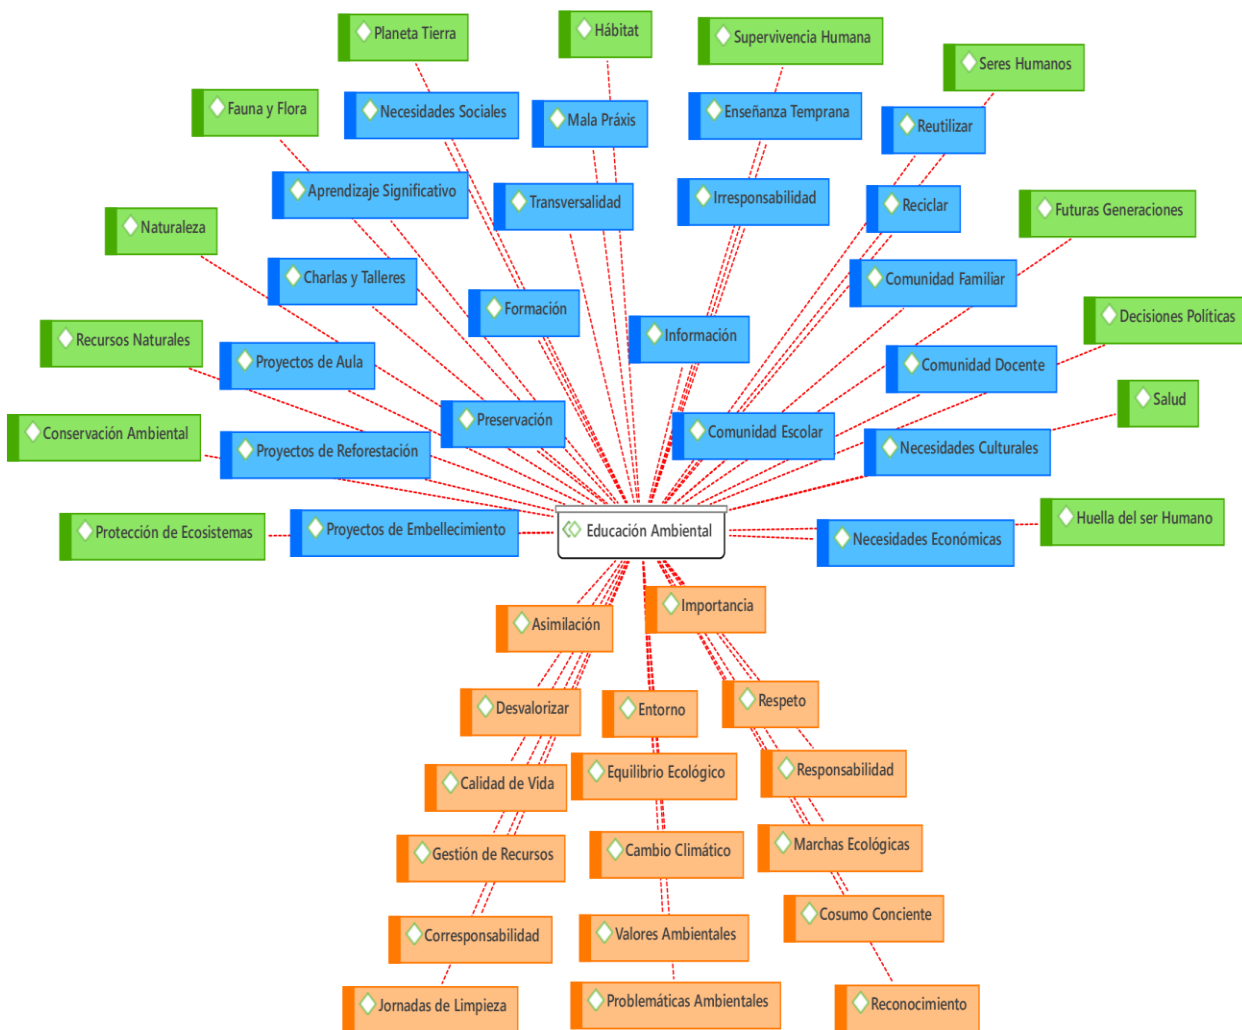 Planeta Tierra
Hábitat
Supervivencia Humana
Seres Humanos
Fauna y Flora
Necesidades Sociales
Mala Práxis
Enseñanza Temprana
Reutilizar
Aprendizaje Significativo
Transversalidad
Irresponsabilidad
Reciclar
Futuras Generaciones
Naturaleza
Charlas y Talleres
Formación
Información
Comunidad Familiar
Decisiones Políticas
Recursos Naturales
Proyectos de Aula
Comunidad Docente
Salud
Conservación Ambiental
Proyectos de Reforestación
Preservación
Comunidad Escolar
Necesidades Culturales
Protección de Ecosistemas
Proyectos de Embellecimiento
Educación Ambiental
Necesidades Económicas
Huella del ser Humano
Asimilación
Importancia
Desvalorizar
Entorno
Respeto
Calidad de Vida
Equilibrio Ecológico
Responsabilidad
Gestión de Recursos
Cambio Climático
Marchas Ecológicas
Corresponsabilidad
Valores Ambientales
Cosumo Conciente
Jornadas de Limpieza
Problemáticas Ambientales
Reconocimiento